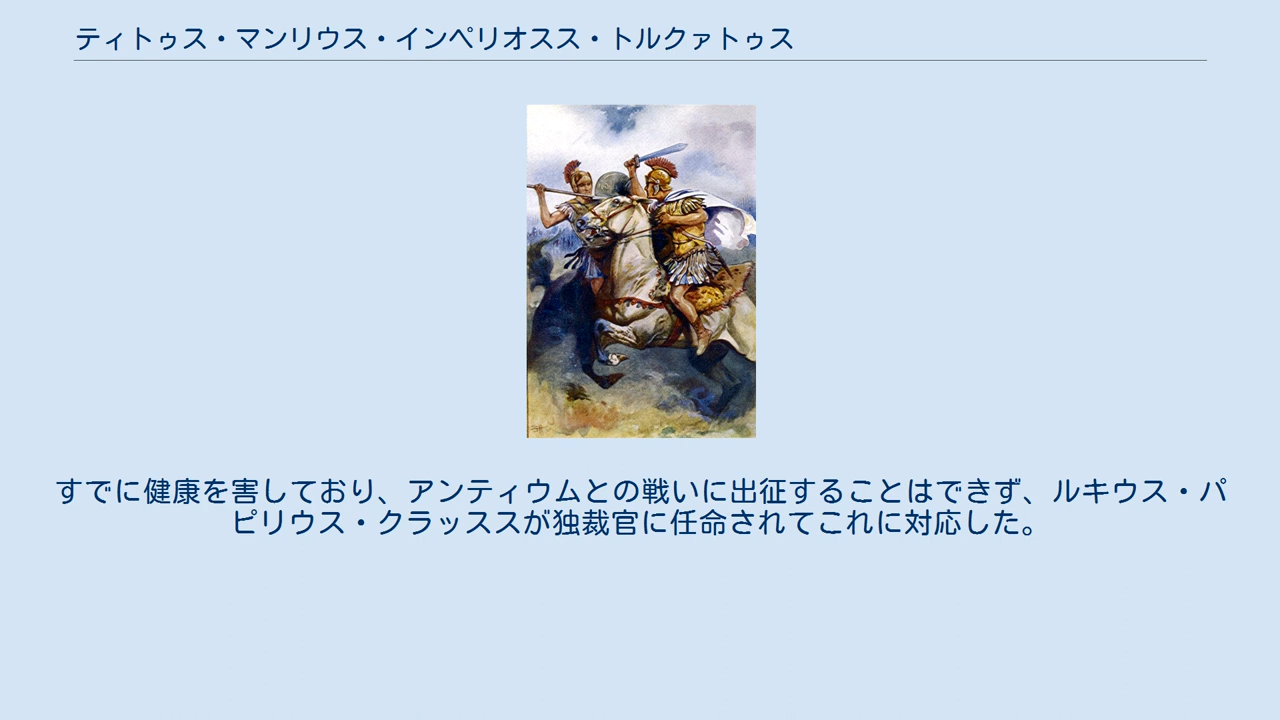 ティトゥス・マンリウス・インペリオスス・トルクァトゥス
すでに健康を害しており、アンティウムとの戦いに出征することはできず、ルキウス・パ
ピリウス・クラッススが独裁官に任命されてこれに対応した。